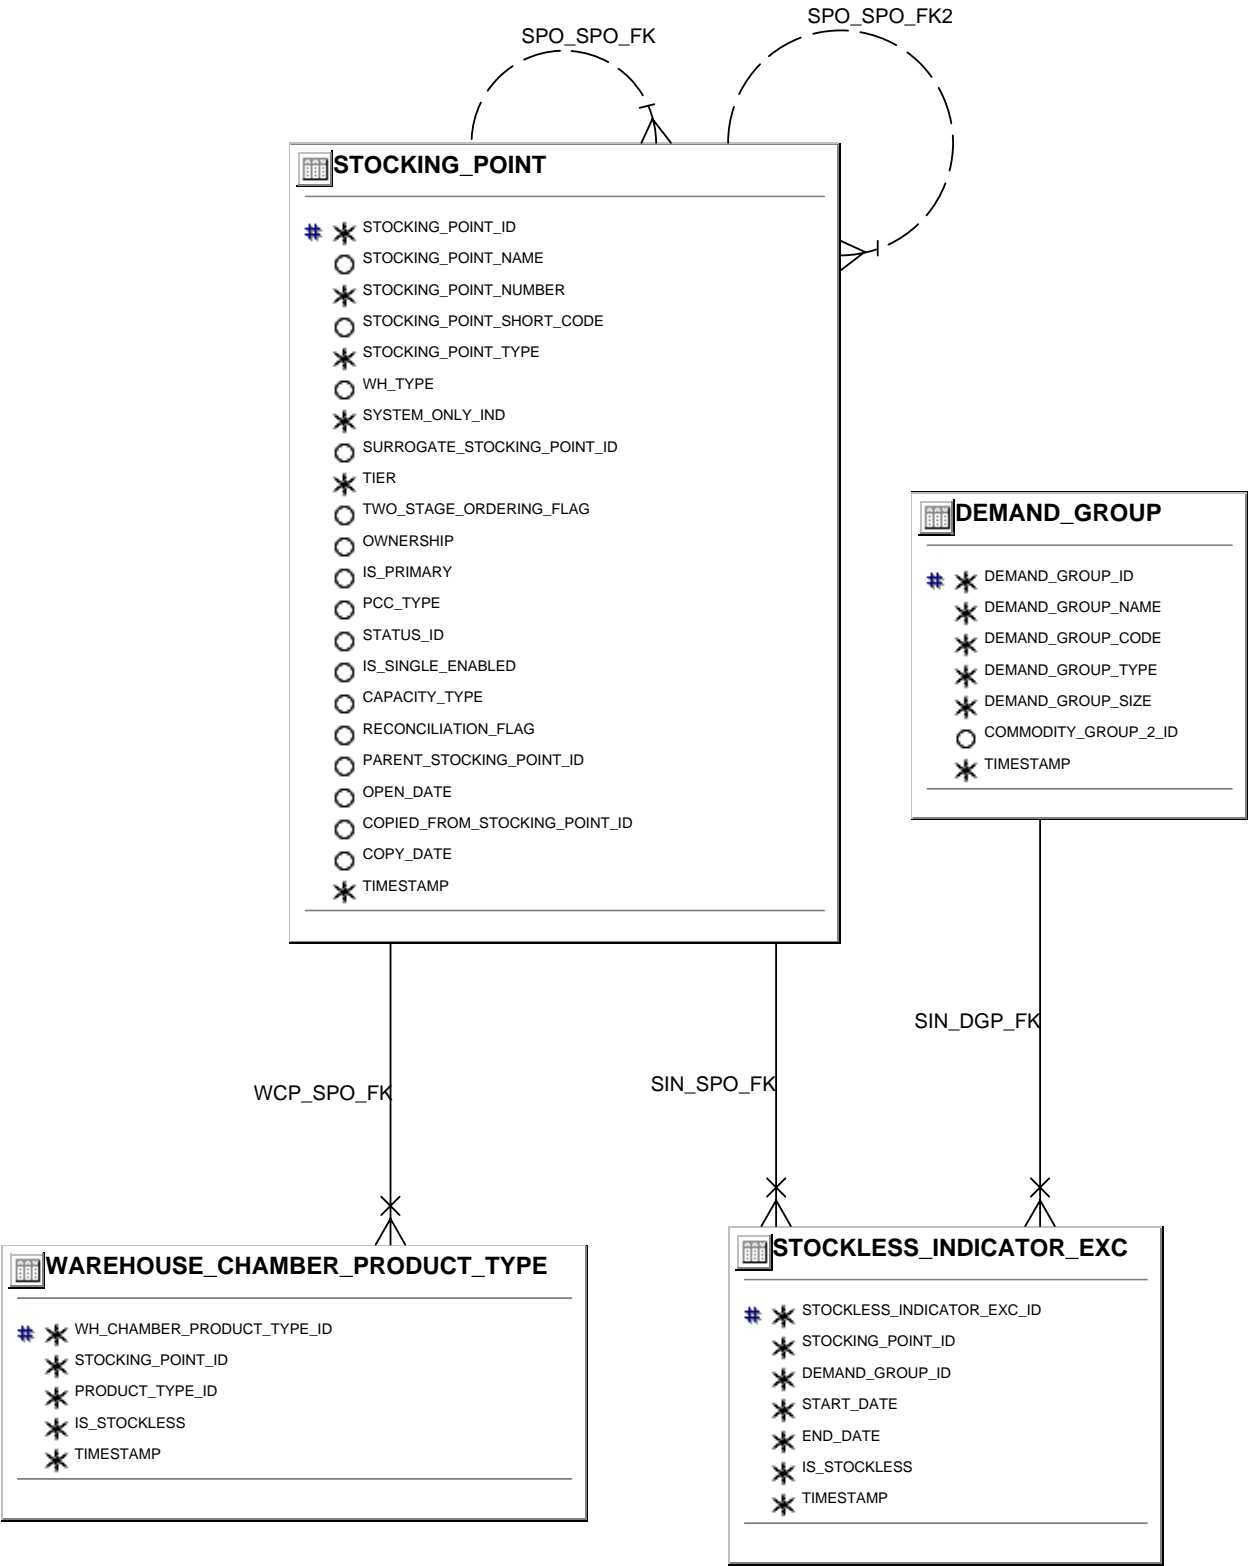 SPO_SPO_FK
SPO_SPO_FK2
STOCKING_POINT
# * STOCKING_POINT_ID
STOCKING_POINT_NAME
* STOCKING_POINT_NUMBER
STOCKING_POINT_SHORT_CODE
* STOCKING_POINT_TYPE
WH_TYPE
* SYSTEM_ONLY_IND
SURROGATE_STOCKING_POINT_ID
* TIER
TWO_STAGE_ORDERING_FLAG
OWNERSHIP
IS_PRIMARY
PCC_TYPE
STATUS_ID
IS_SINGLE_ENABLED
CAPACITY_TYPE
RECONCILIATION_FLAG
PARENT_STOCKING_POINT_ID
OPEN_DATE
COPIED_FROM_STOCKING_POINT_ID
COPY_DATE
* TIMESTAMP
DEMAND_GROUP
# * DEMAND_GROUP_ID
* DEMAND_GROUP_NAME
* DEMAND_GROUP_CODE
* DEMAND_GROUP_TYPE
* DEMAND_GROUP_SIZE
COMMODITY_GROUP_2_ID
* TIMESTAMP
WCP_SPO_FK
SIN_SPO_FK
SIN_DGP_FK
WAREHOUSE_CHAMBER_PRODUCT_TYPE
# * WH_CHAMBER_PRODUCT_TYPE_ID
* STOCKING_POINT_ID
* PRODUCT_TYPE_ID
* IS_STOCKLESS
* TIMESTAMP
STOCKLESS_INDICATOR_EXC
# * STOCKLESS_INDICATOR_EXC_ID
* STOCKING_POINT_ID
* DEMAND_GROUP_ID
* START_DATE
* END_DATE
* IS_STOCKLESS
* TIMESTAMP